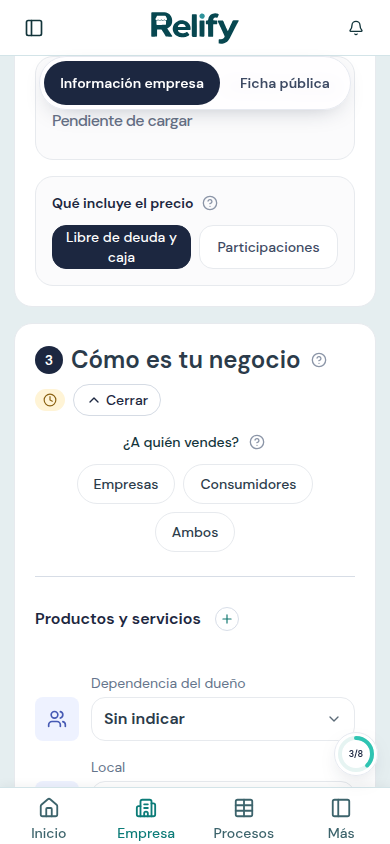 Relify
Información empresa
Ficha pública
Pendiente de cargar
Qué incluye el precio
Libre de deuda y
caja
Participaciones
3 Cómo es tu negocio
Cerrar
¿A quién vendes?
Empresas
Consumidores
Ambos
Productos y servicios
Dependencia del dueño
Sin indicar
3/8
Local
Inicio
Empresa
Procesos
Más